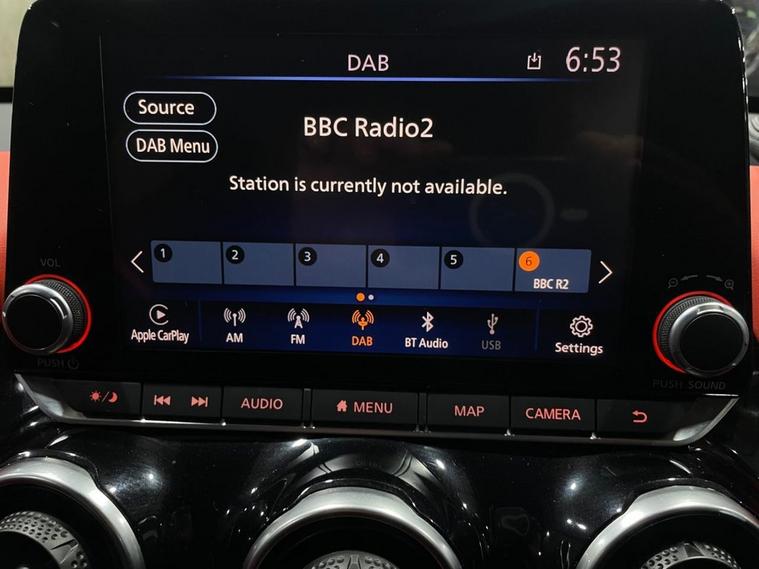 DAB
6:53
Source
BBC Radio2
DAB Menu
Station is currently not available.
1
2
3
4
5
6
BBC R2
VOL
Apple CarPlay
AM
FM
DAB
BT Audio
USB
Settings
PUSH
PUSH SOUND
AUDIO
MENU
MAP
CAMERA